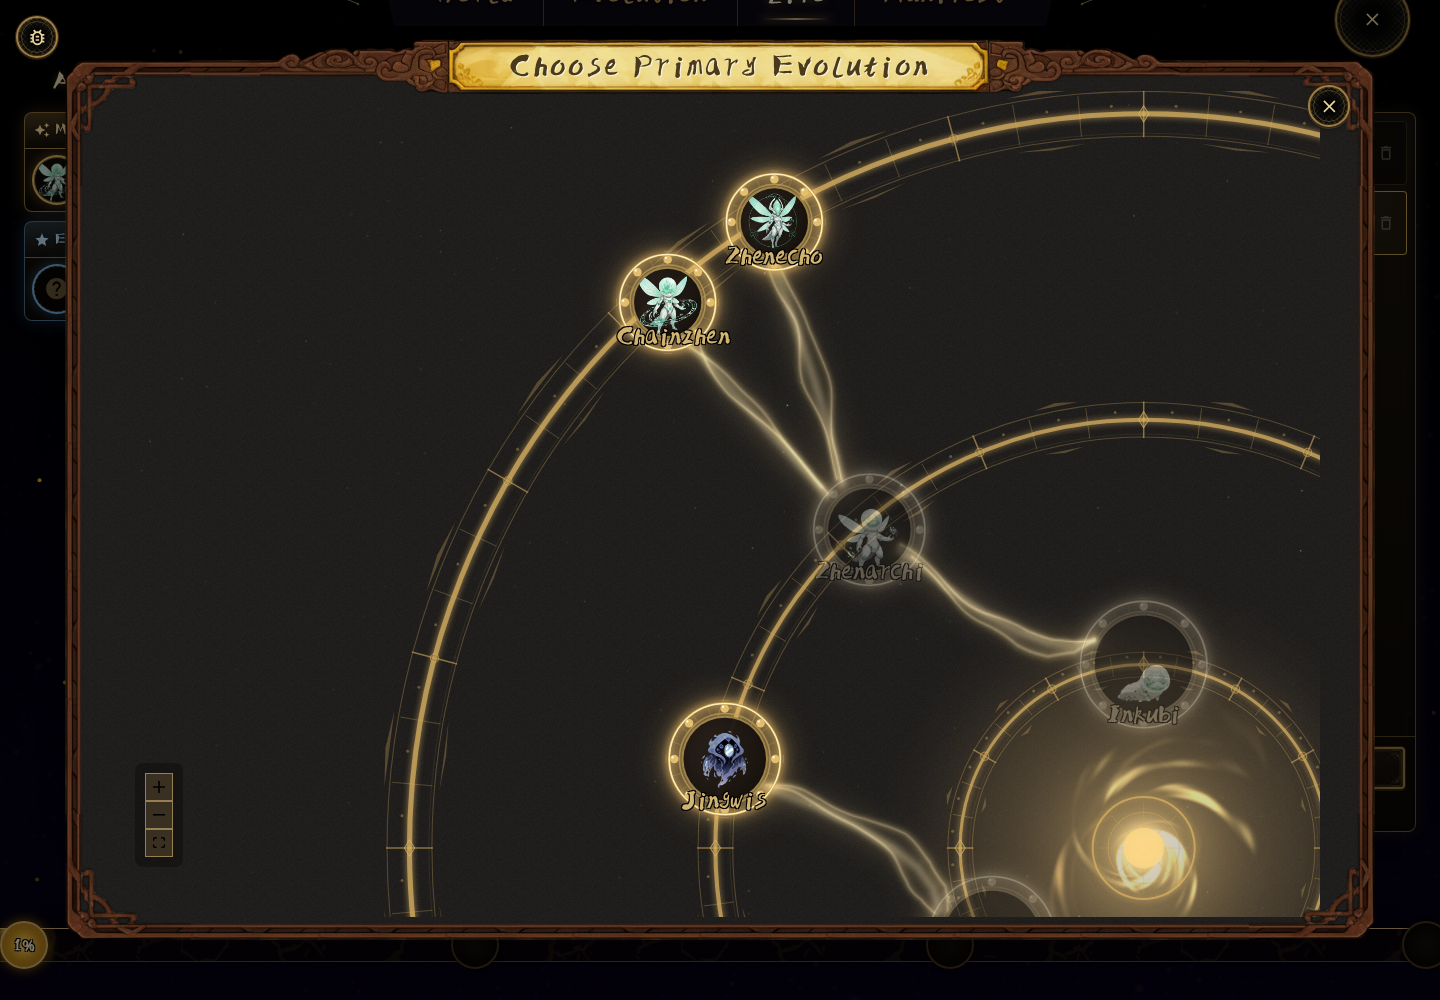 Choose Primary Evolution
Zhenecho
Chainzhen
Zhenarchi
Inkubi
Jingwis
1%